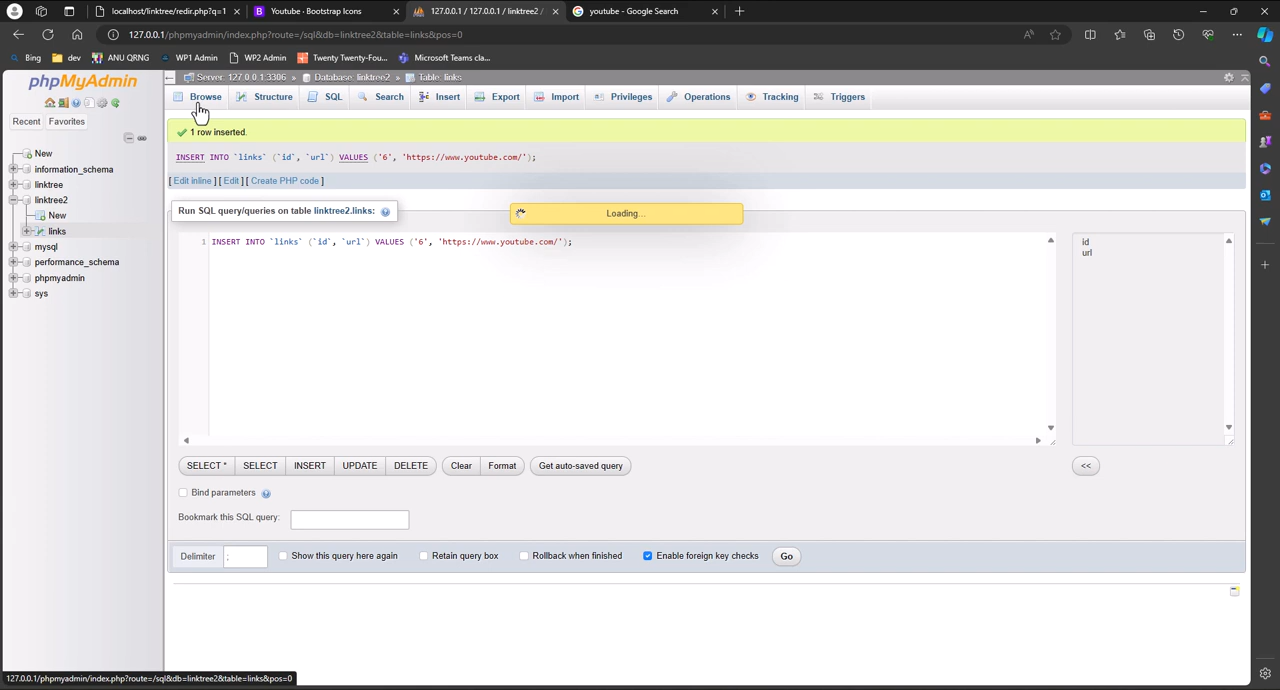 localhost/linktree/redir.php?q=1
Youtube · Bootstrap Icons
127.0.0.1 / 127.0.0.1 / linktree2 /
youtube - Google Search
127.0.0.1/phpmyadmin/index.php?route=/sql&db=linktree2&table=links&pos=0
Bing
dev
ANU QRNG
WP1 Admin
WP2 Admin
Twenty Twenty-Fou...
Microsoft Teams cla...
phpMyAdmin
Recent
Favorites
New
information_schema
linktree
linktree2
New
links
mysql
performance_schema
phpmyadmin
sys
Server: 127.0.0.1:3306 » Database: linktree2 » Table: links
Browse
Structure
SQL
Search
Insert
Export
Import
Privileges
Operations
Tracking
Triggers
1 row inserted.
INSERT INTO `links` (`id`, `url`) VALUES ('6', 'https://www.youtube.com/');
[ Edit inline ] [ Edit ] [ Create PHP code ]
Run SQL query/queries on table linktree2.links:
Loading...
1 INSERT INTO `links` (`id`, `url`) VALUES ('6', 'https://www.youtube.com/');
id
url
SELECT *
SELECT
INSERT
UPDATE
DELETE
Clear
Format
Get auto-saved query
<<
Bind parameters
Bookmark this SQL query:
Delimiter
;
Show this query here again
Retain query box
Rollback when finished
Enable foreign key checks
Go
127.0.0.1/phpmyadmin/index.php?route=/sql&db=linktree2&table=links&pos=0